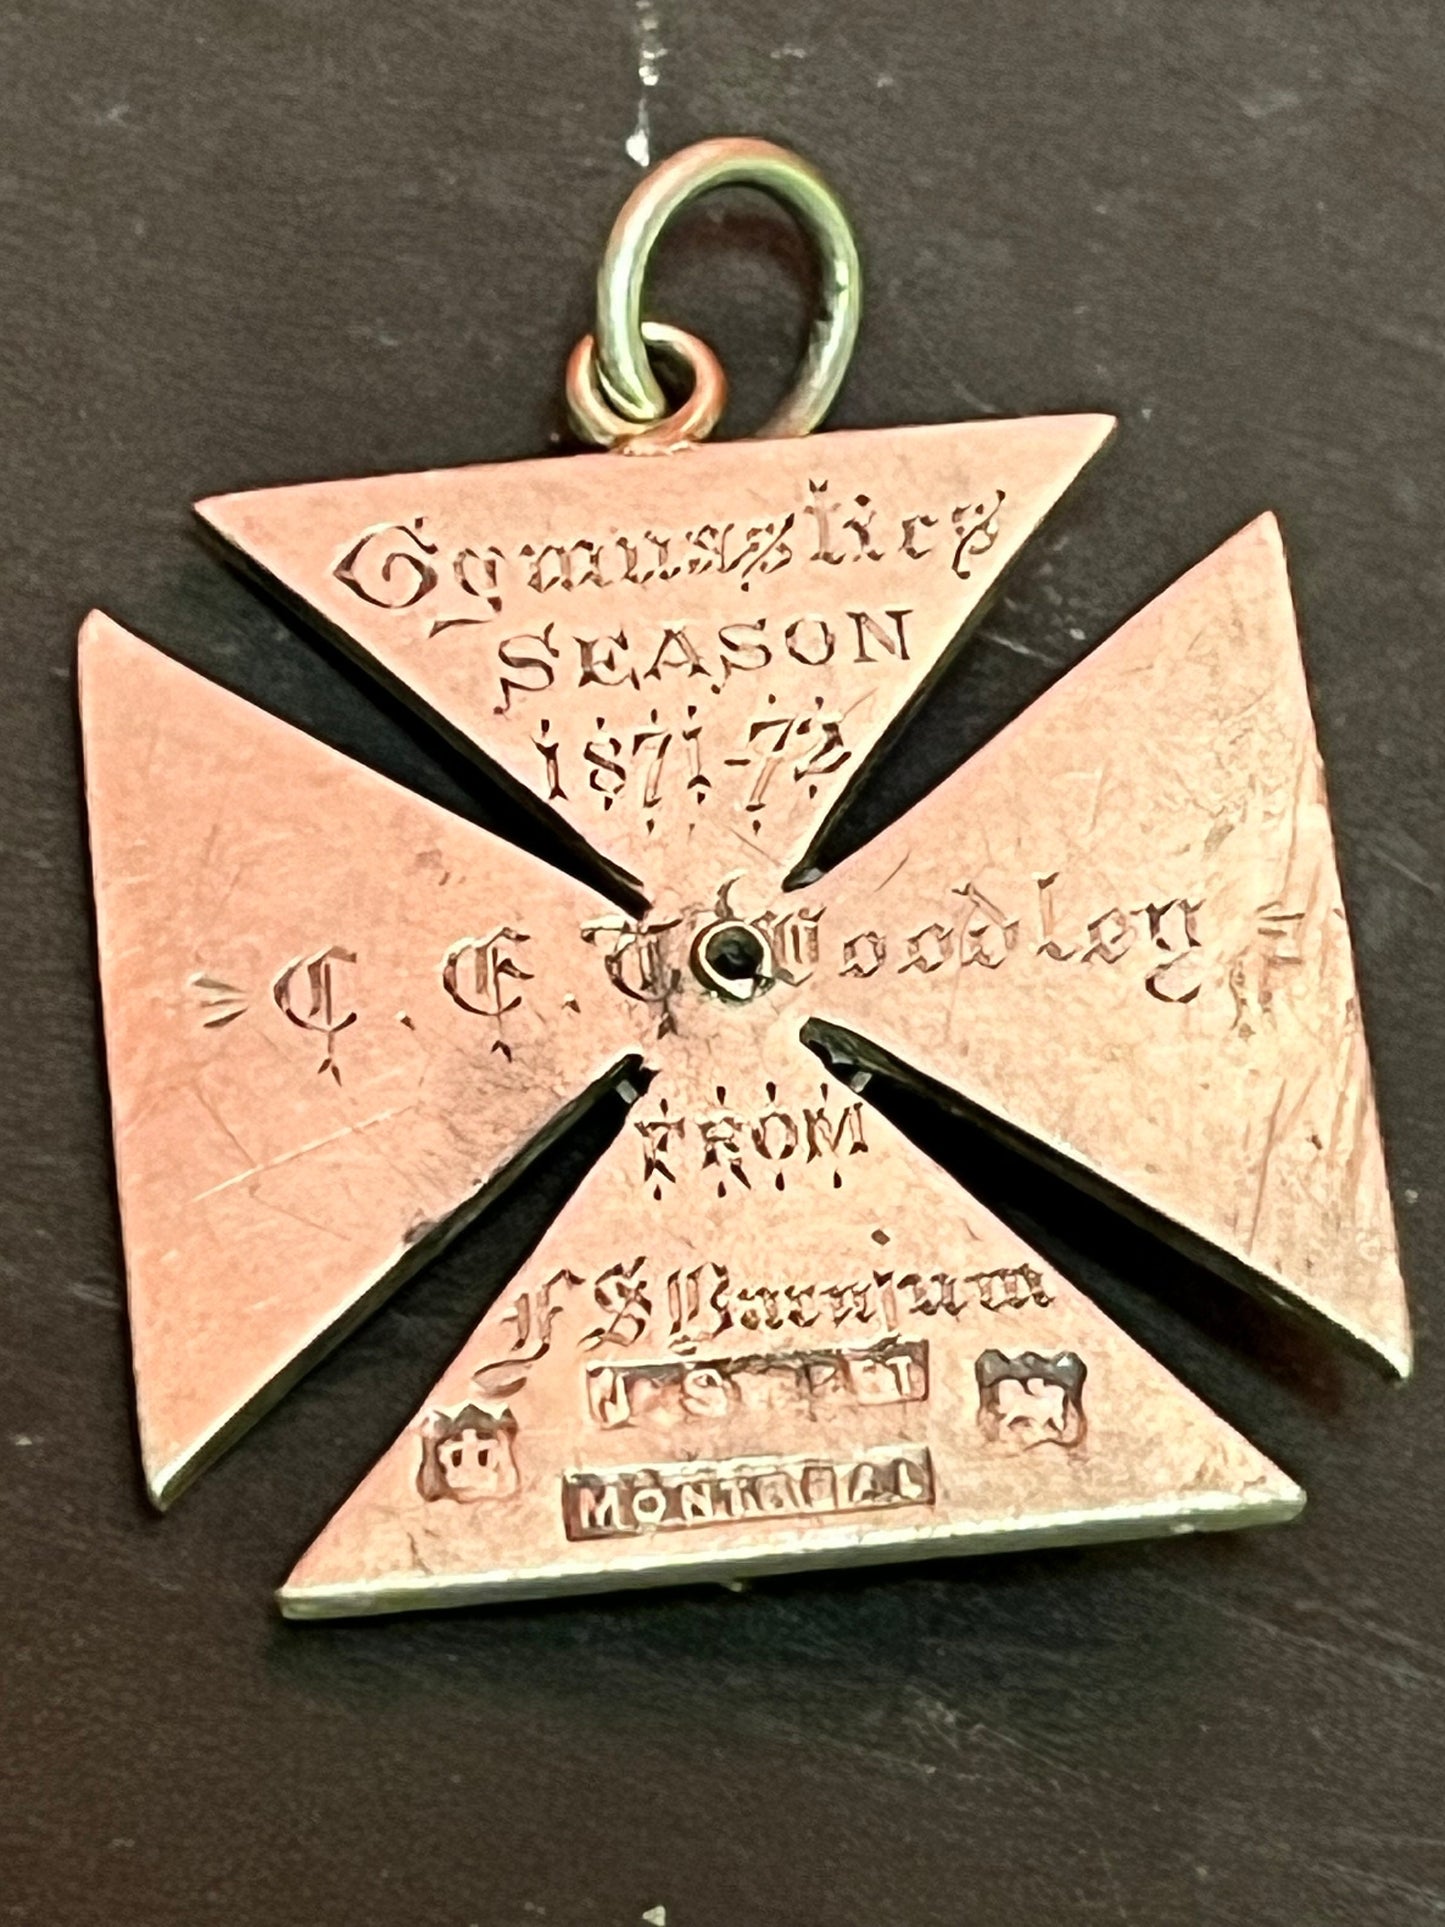 Gymnastics
SEASON
1871-72
C. E. T. Woodley
FROM
F S Barnjum
MONTREAL